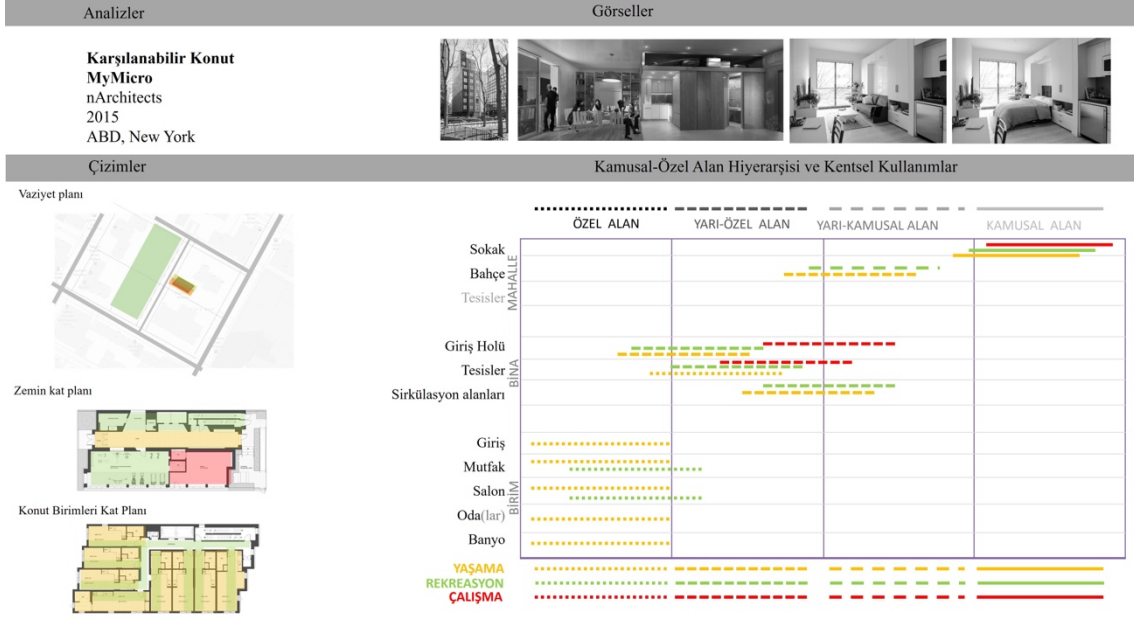 Analizler
Görseller
Karşılanabilir Konut
MyMicro
nArchitects
2015
ABD, New York
Çizimler
Kamusal-Özel Alan Hiyerarşisi ve Kentsel Kullanımlar
Vaziyet planı
Zemin kat planı
Konut Birimleri Kat Planı
ÖZEL ALAN
YARI-ÖZEL ALAN
YARI-KAMUSAL ALAN
KAMUSAL ALAN
MAHALLE
Sokak
Bahçe
Tesisler
BİNA
Giriş Holü
Tesisler
Sirkülasyon alanları
BİRİM
Giriş
Mutfak
Salon
Oda(lar)
Banyo
YAŞAMA
REKREASYON
ÇALIŞMA